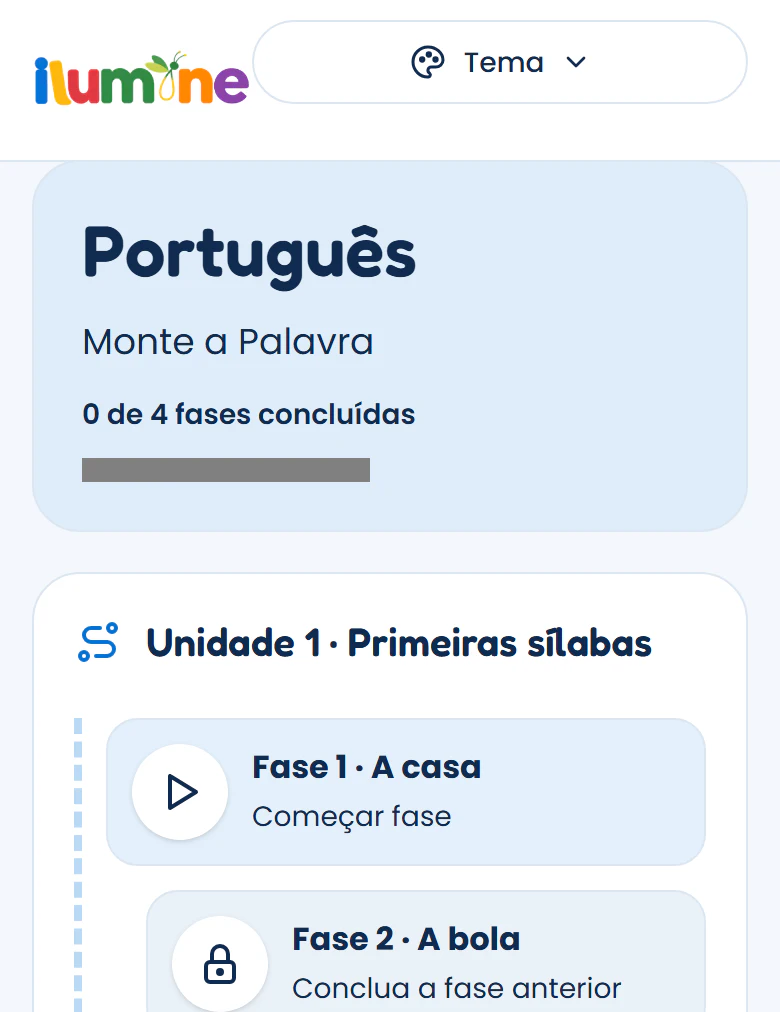 ilumine
Tema
Português
Monte a Palavra
0 de 4 fases concluídas
Unidade 1 · Primeiras sílabas
Fase 1 · A casa
Começar fase
Fase 2 · A bola
Conclua a fase anterior